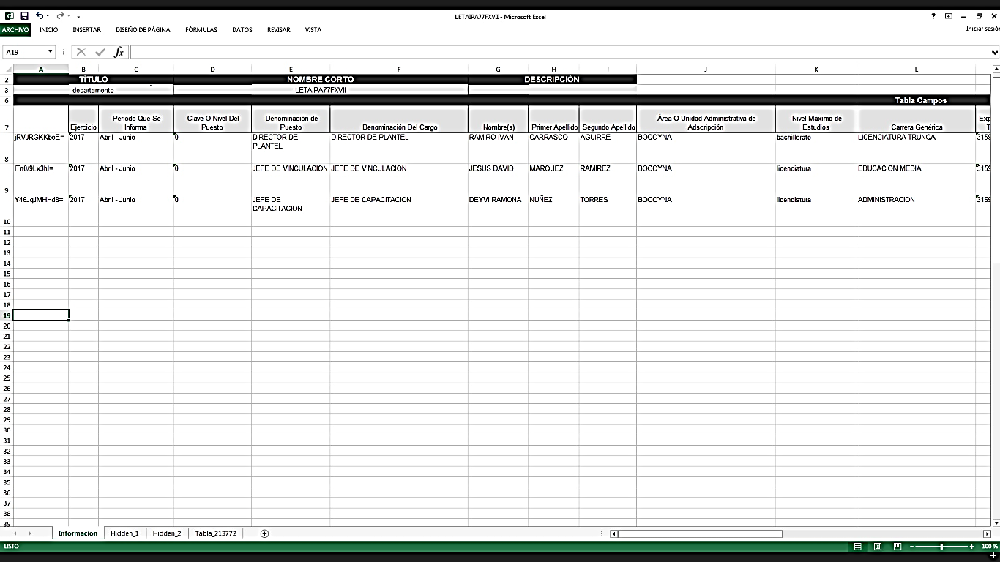 LETAIPA77FXVII - Microsoft Excel
?
ARCHIVO INICIO INSERTAR DISEÑO DE PÁGINA FÓRMULAS DATOS REVISAR VISTA Iniciar sesió
A19 fx
A B C D E F G H I J K L
2 TÍTULO NOMBRE CORTO DESCRIPCIÓN
3 departamento LETAIPA77FXVII
6 Tabla Campos
7 Ejercicio Periodo Que Se Informa Clave O Nivel Del Puesto Denominación de Puesto Denominación Del Cargo Nombre(s) Primer Apellido Segundo Apellido Área O Unidad Administrativa de Adscripción Nivel Máximo de Estudios Carrera Genérica Exp T
8 jRVJRGKKboE= 2017 Abril - Junio 0 DIRECTOR DE PLANTEL DIRECTOR DE PLANTEL RAMIRO IVAN CARRASCO AGUIRRE BOCOYNA bachillerato LICENCIATURA TRUNCA 3159
9 ITn0/9Lx3hI= 2017 Abril - Junio 0 JEFE DE VINCULACION JEFE DE VINCULACION JESUS DAVID MARQUEZ RAMIREZ BOCOYNA licenciatura EDUCACION MEDIA 3159
10 Y46JqJMHHd8= 2017 Abril - Junio 0 JEFE DE CAPACITACION JEFE DE CAPACITACION DEYVI RAMONA NUÑEZ TORRES BOCOYNA licenciatura ADMINISTRACION 3159
11
12
13
14
15
16
17
18
19
20
21
22
23
24
25
26
27
28
29
30
31
32
33
34
35
36
37
38
39
Informacion Hidden_1 Hidden_2 Tabla_213772
LISTO 100 %